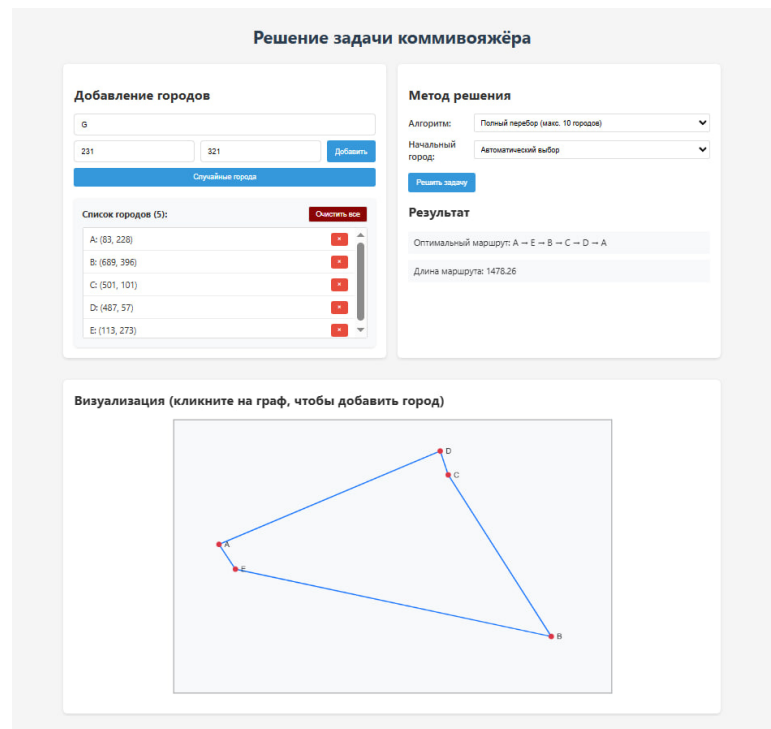 Решение задачи коммивояжёра
Добавление городов
G
231
321
Добавить
Случайные города
Список городов (5):
Очистить все
A: (83, 228)
×
B: (689, 396)
×
C: (501, 101)
×
D: (487, 57)
×
E: (113, 273)
×
Метод решения
Алгоритм:
Полный перебор (макс. 10 городов)
Начальный
город:
Автоматический выбор
Решить задачу
Результат
Оптимальный маршрут: A → E → B → C → D → A
Длина маршрута: 1478.26
Визуализация (кликните на граф, чтобы добавить город)
D
C
A
E
B